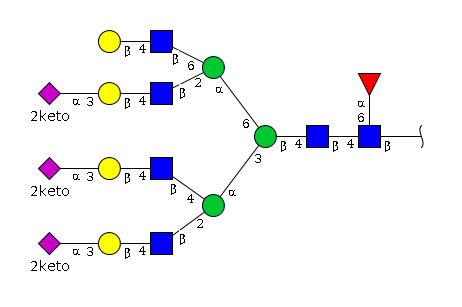 β 4 β 6
α 3 β 4 β 2 α
2keto
α 6
6
3 β 4 β 4 β
α 3 β 4 β 4 α
2keto
2
α 3 β 4 β
2keto